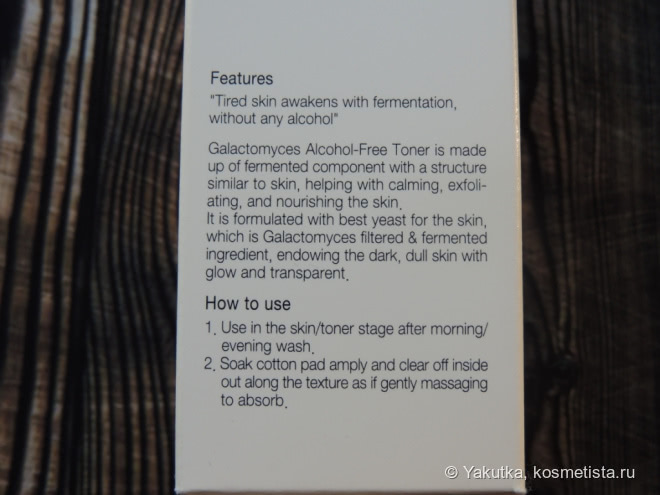 Features
"Tired skin awakens with fermentation,
without any alcohol"
Galactomyces Alcohol-Free Toner is made
up of fermented component with a structure
similar to skin, helping with calming, exfoli-
ating, and nourishing the skin.
It is formulated with best yeast for the skin,
which is Galactomyces filtered & fermented
ingredient, endowing the dark, dull skin with
glow and transparent.
How to use
1. Use in the skin/toner stage after morning/
evening wash.
2. Soak cotton pad amply and clear off inside
out along the texture as if gently massaging
to absorb.
© Yakutka, kosmetista.ru